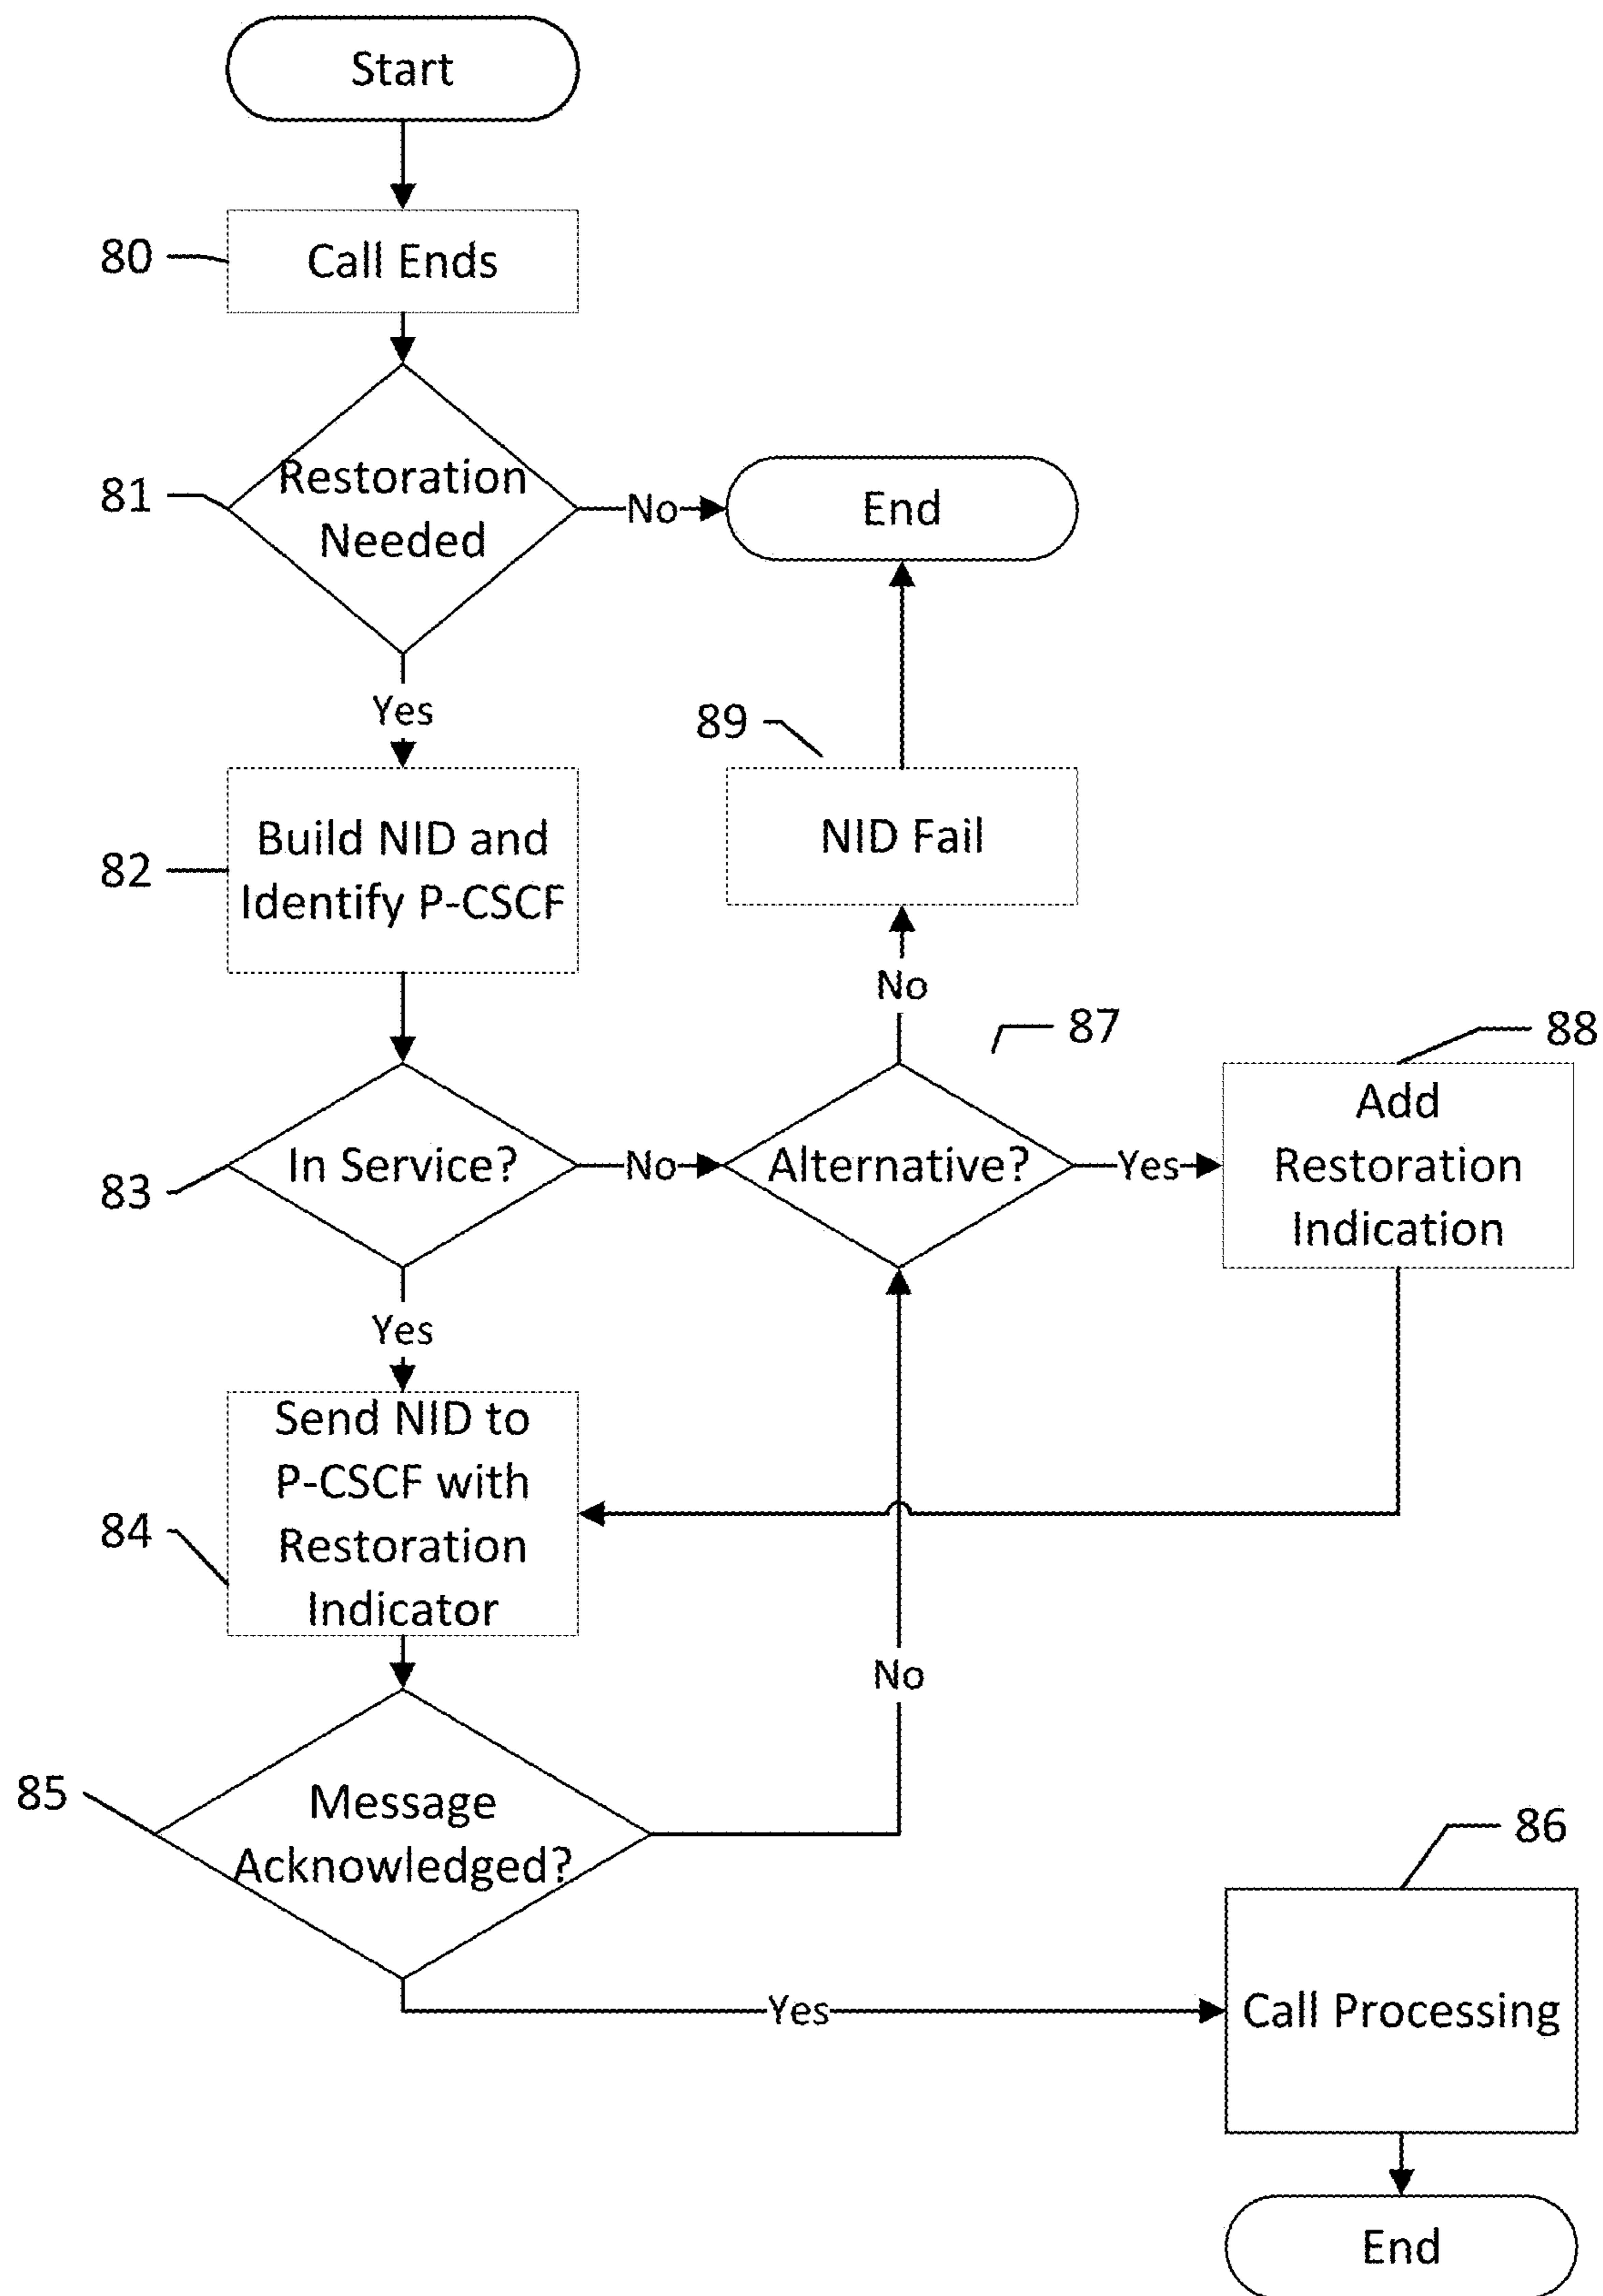 Start
80
Call Ends
81
Restoration
Needed
No
End
Yes
89
82
Build NID and
Identify P-CSCF
NID Fail
No
87
88
83
In Service?
No
Alternative?
Yes
Add
Restoration
Indication
Yes
84
Send NID to
P-CSCF with
Restoration
Indicator
No
85
Message
Acknowledged?
86
Yes
Call Processing
End